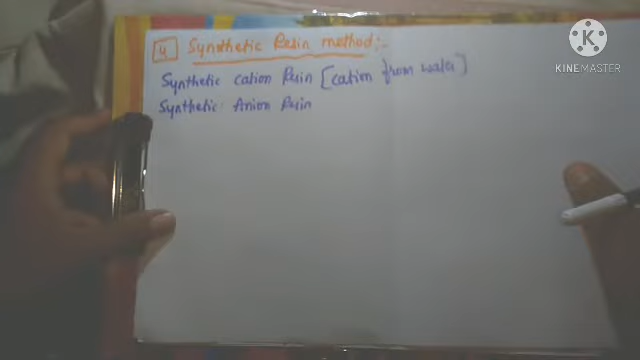 4 Synthetic Resin method:-
Synthetic cation Resin [cation from water]
Synthetic Anion Resin
KINEMASTER